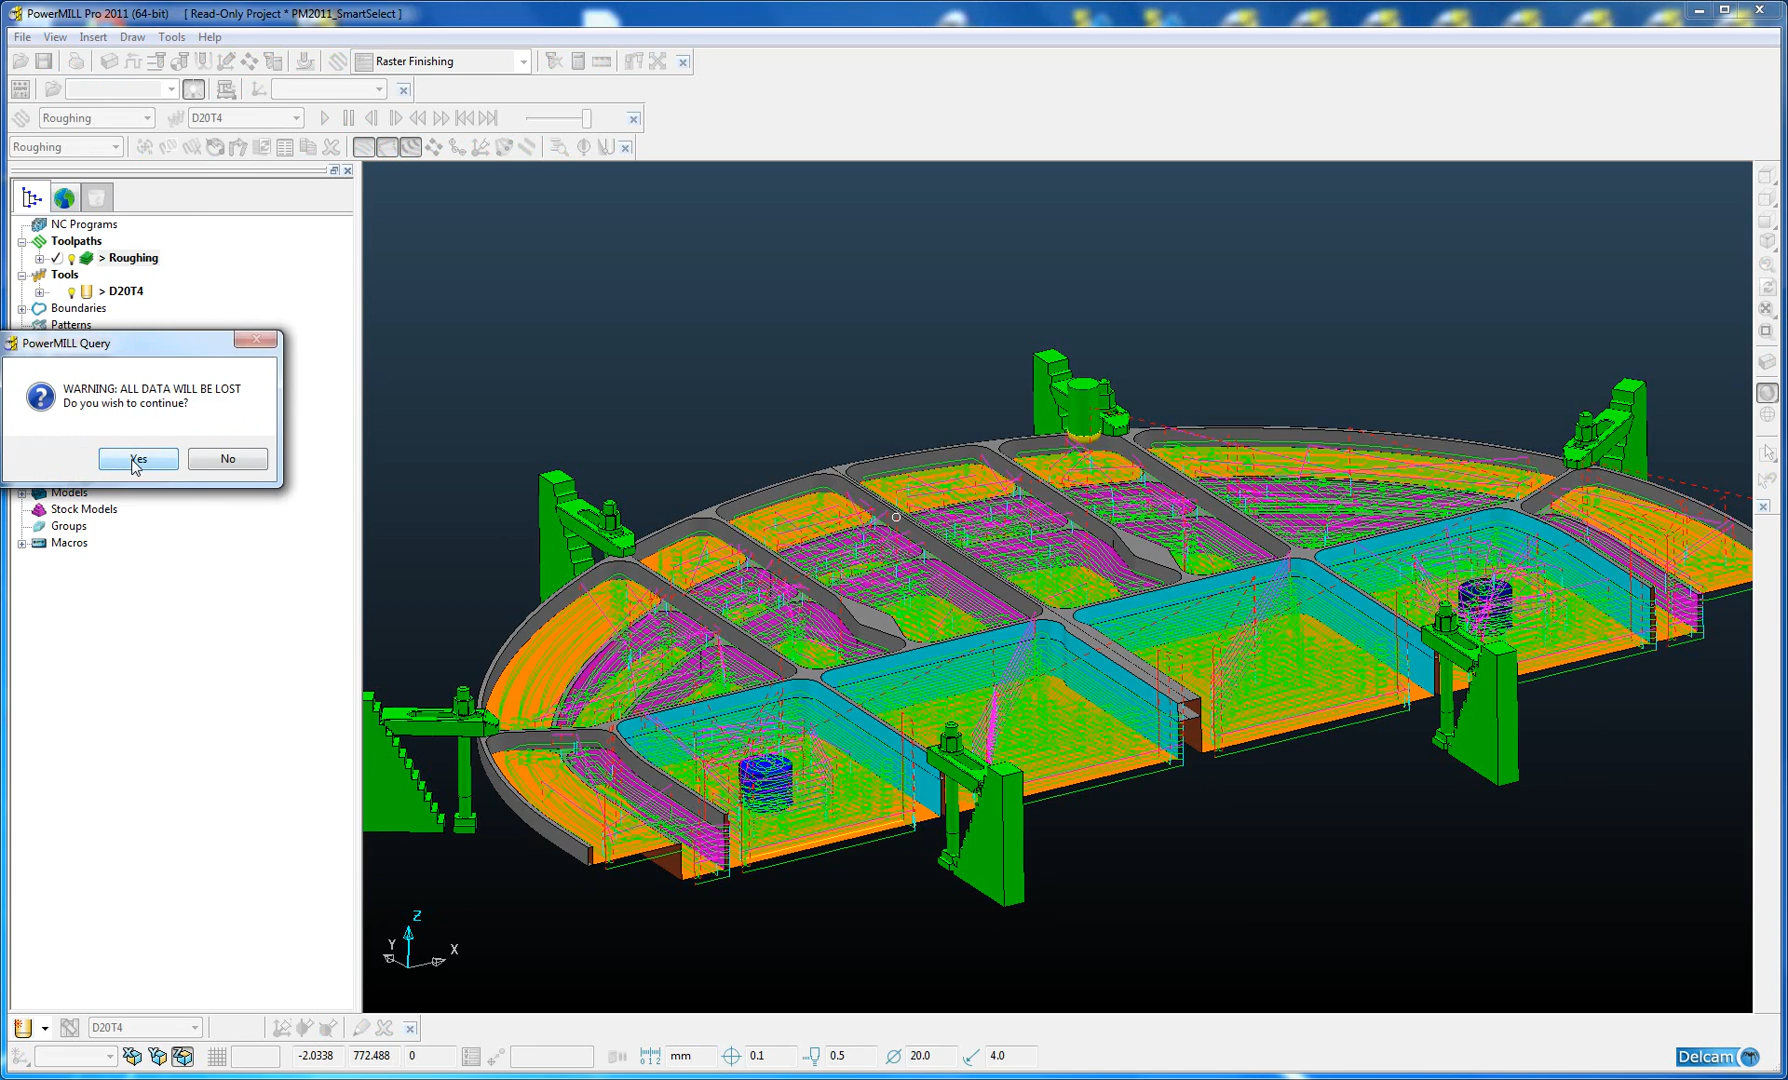 PowerMILL Pro 2011 (64-bit)    [ Read-Only Project * PM2011_SmartSelect ]
File View Insert Draw Tools Help
Raster Finishing
Roughing D20T4
Roughing
NC Programs
Toolpaths
> Roughing
Tools
> D20T4
Boundaries
Patterns
PowerMILL Query
WARNING: ALL DATA WILL BE LOST
Do you wish to continue?
Yes No
Models
Stock Models
Groups
Macros
Z
Y X
D20T4
-2.0338 772.488 0 mm 0.1 0.5 20.0 4.0
Delcam